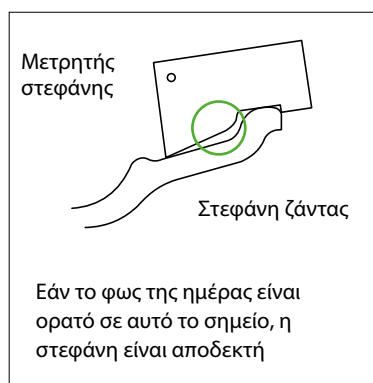 Μετρητής
στεφάνης
Στεφάνη ζάντας
Εάν το φως της ημέρας είναι
ορατό σε αυτό το σημείο, η
στεφάνη είναι αποδεκτή